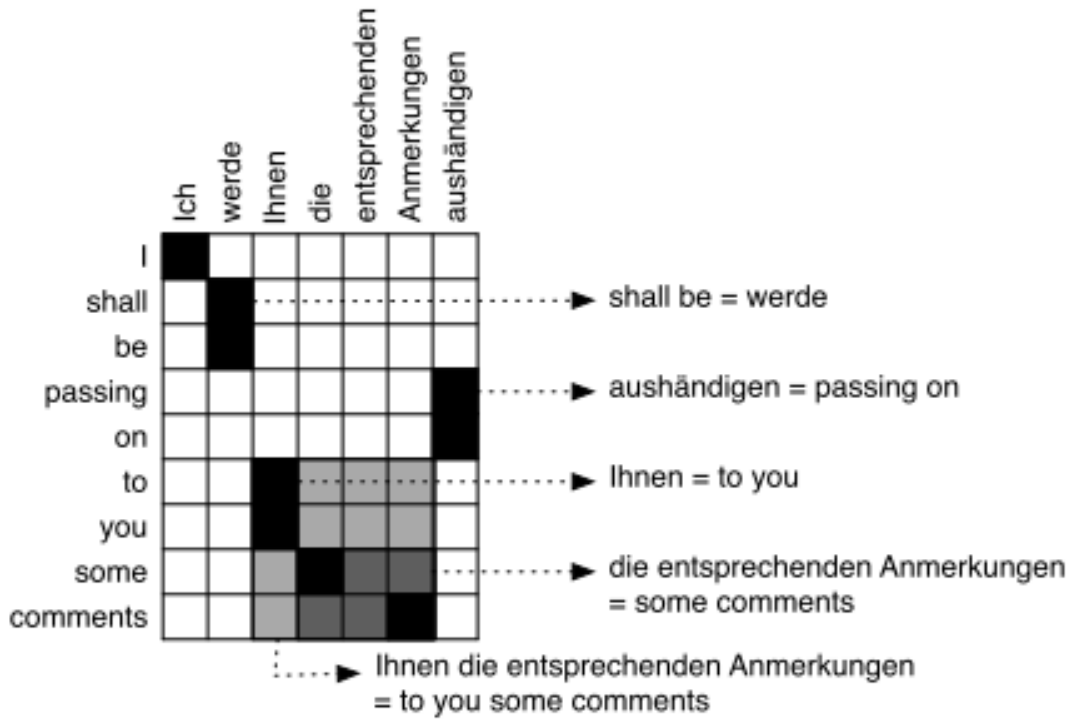 Ich
werde
Ihnen
die
entsprechenden
Anmerkungen
aushändigen
I
shall
be
passing
on
to
you
some
comments
shall be = werde
aushändigen = passing on
Ihnen = to you
die entsprechenden Anmerkungen
= some comments
Ihnen die entsprechenden Anmerkungen
= to you some comments